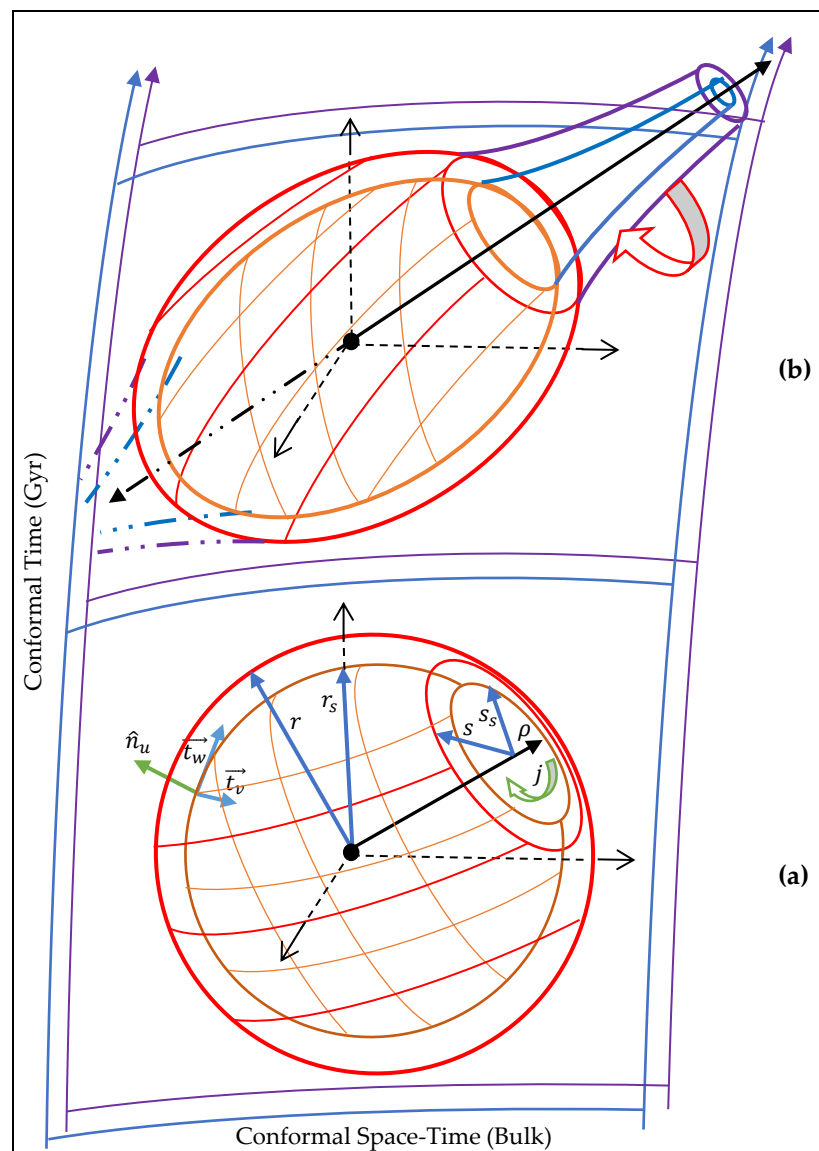 (b)
Conformal Time (Gyr)
r
r_s
s
s_s
ρ
j
n̂_u
t_w→
t_v→
(a)
Conformal Space-Time (Bulk)